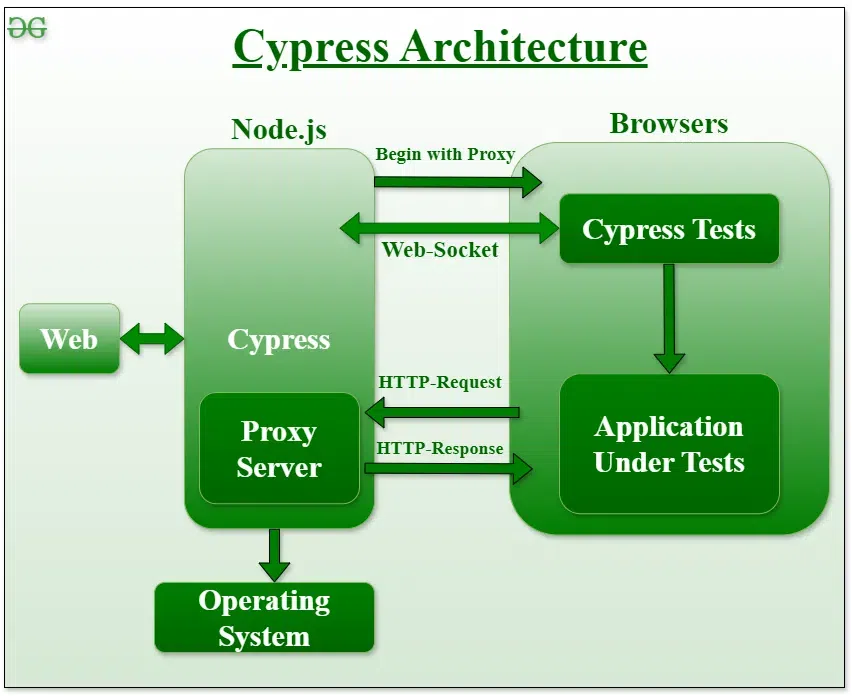 Cypress Architecture
Node.js
Browsers
Begin with Proxy
Cypress Tests
Web-Socket
Web
Cypress
HTTP-Request
Proxy
Server
Application
Under Tests
HTTP-Response
Operating
System